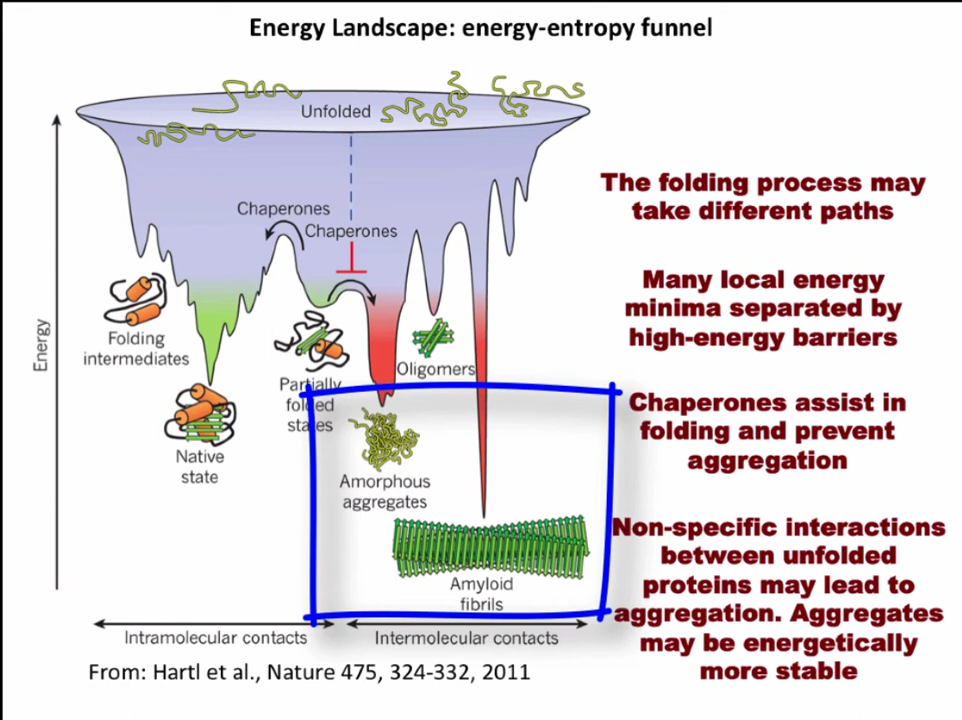 Energy Landscape: energy-entropy funnel
Unfolded
Chaperones
Chaperones
Energy
Folding
intermediates
Native
state
Partially
folded
states
Oligomers
Amorphous
aggregates
Amyloid
fibrils
Intramolecular contacts
Intermolecular contacts
The folding process may
take different paths
Many local energy
minima separated by
high-energy barriers
Chaperones assist in
folding and prevent
aggregation
Non-specific interactions
between unfolded
proteins may lead to
aggregation. Aggregates
may be energetically
more stable
From: Hartl et al., Nature 475, 324-332, 2011